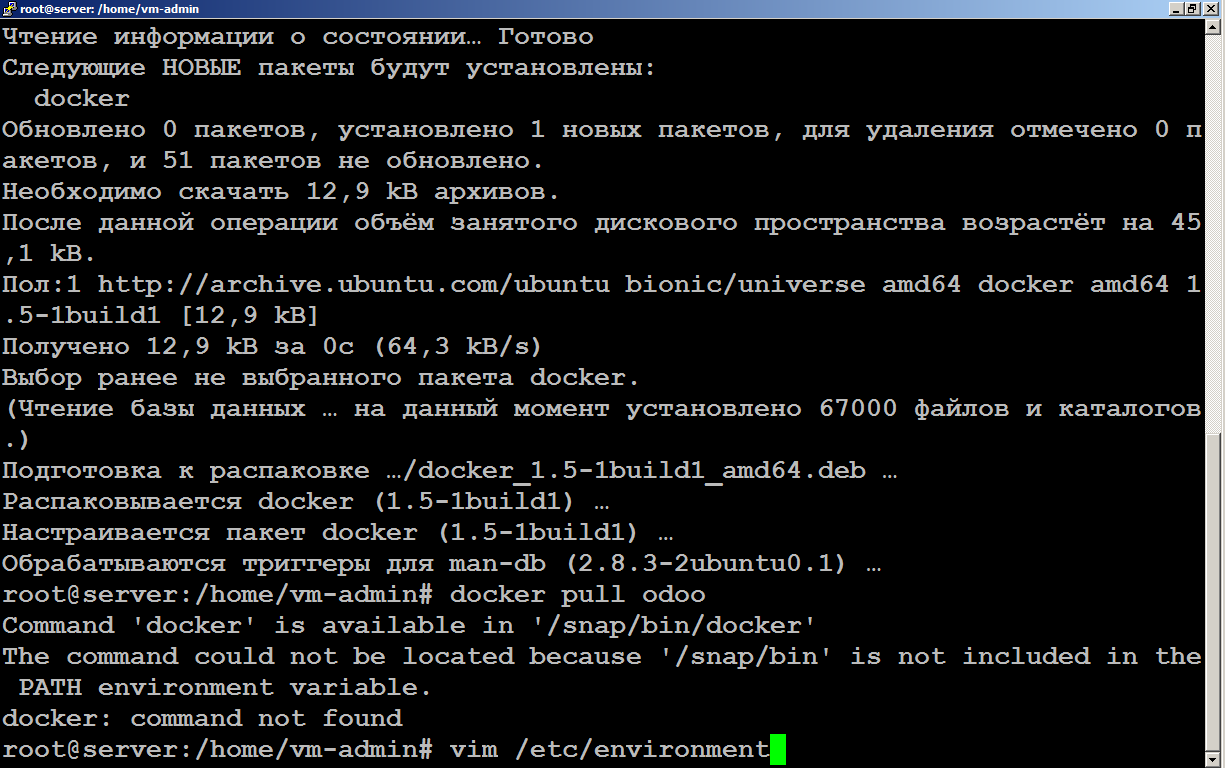 root@server: /home/vm-admin
Чтение информации о состоянии… Готово
Следующие НОВЫЕ пакеты будут установлены:
  docker
Обновлено 0 пакетов, установлено 1 новых пакетов, для удаления отмечено 0 п
акетов, и 51 пакетов не обновлено.
Необходимо скачать 12,9 kB архивов.
После данной операции объём занятого дискового пространства возрастёт на 45
,1 kB.
Пол:1 http://archive.ubuntu.com/ubuntu bionic/universe amd64 docker amd64 1
.5-1build1 [12,9 kB]
Получено 12,9 kB за 0с (64,3 kB/s)
Выбор ранее не выбранного пакета docker.
(Чтение базы данных … на данный момент установлено 67000 файлов и каталогов
.)
Подготовка к распаковке …/docker_1.5-1build1_amd64.deb …
Распаковывается docker (1.5-1build1) …
Настраивается пакет docker (1.5-1build1) …
Обрабатываются триггеры для man-db (2.8.3-2ubuntu0.1) …
root@server:/home/vm-admin# docker pull odoo
Command 'docker' is available in '/snap/bin/docker'
The command could not be located because '/snap/bin' is not included in the
 PATH environment variable.
docker: command not found
root@server:/home/vm-admin# vim /etc/environment